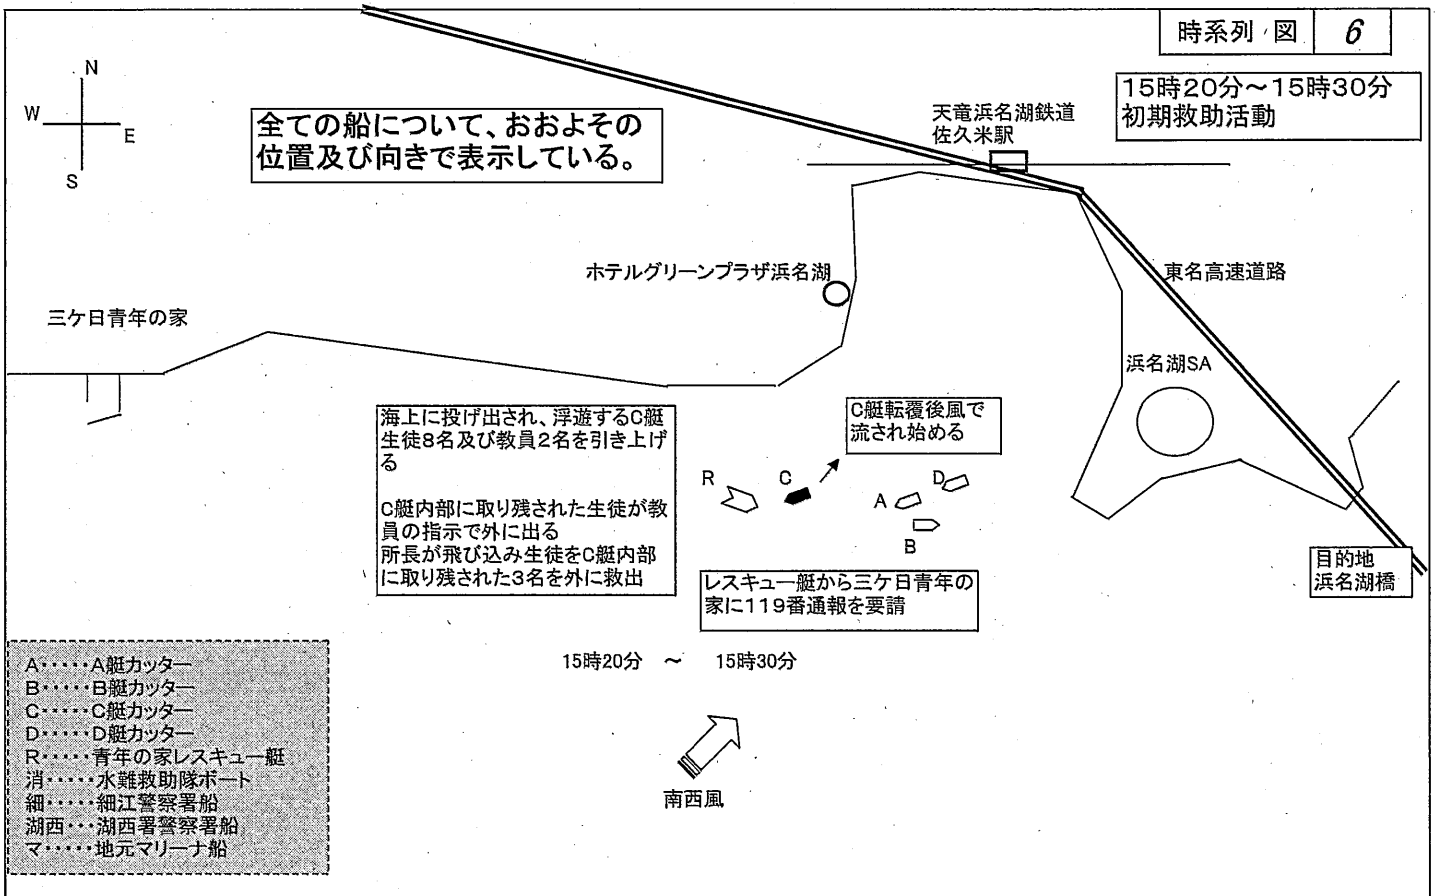 時系列 図 6
15時20分～15時30分
初期救助活動
N
W
E
S
全ての船について、おおよその
位置及び向きで表示している。
天竜浜名湖鉄道
佐久米駅
ホテルグリーンプラザ浜名湖
東名高速道路
三ケ日青年の家
浜名湖SA
海上に投げ出され、浮遊するC艇
生徒8名及び教員2名を引き上げ
る
C艇内部に取り残された生徒が教
員の指示で外に出る
所長が飛び込み生徒をC艇内部
に取り残された3名を外に救出
C艇転覆後風で
流され始める
R
C
A
D
B
目的地
浜名湖橋
レスキュー艇から三ケ日青年の
家に119番通報を要請
15時20分 ～ 15時30分
南西風
A・・・・・A艇カッター
B・・・・・B艇カッター
C・・・・・C艇カッター
D・・・・・D艇カッター
R・・・・・青年の家レスキュー艇
消・・・・・水難救助隊ボート
細・・・・・細江警察署船
湖西・・・湖西署警察署船
マ・・・・・地元マリーナ船